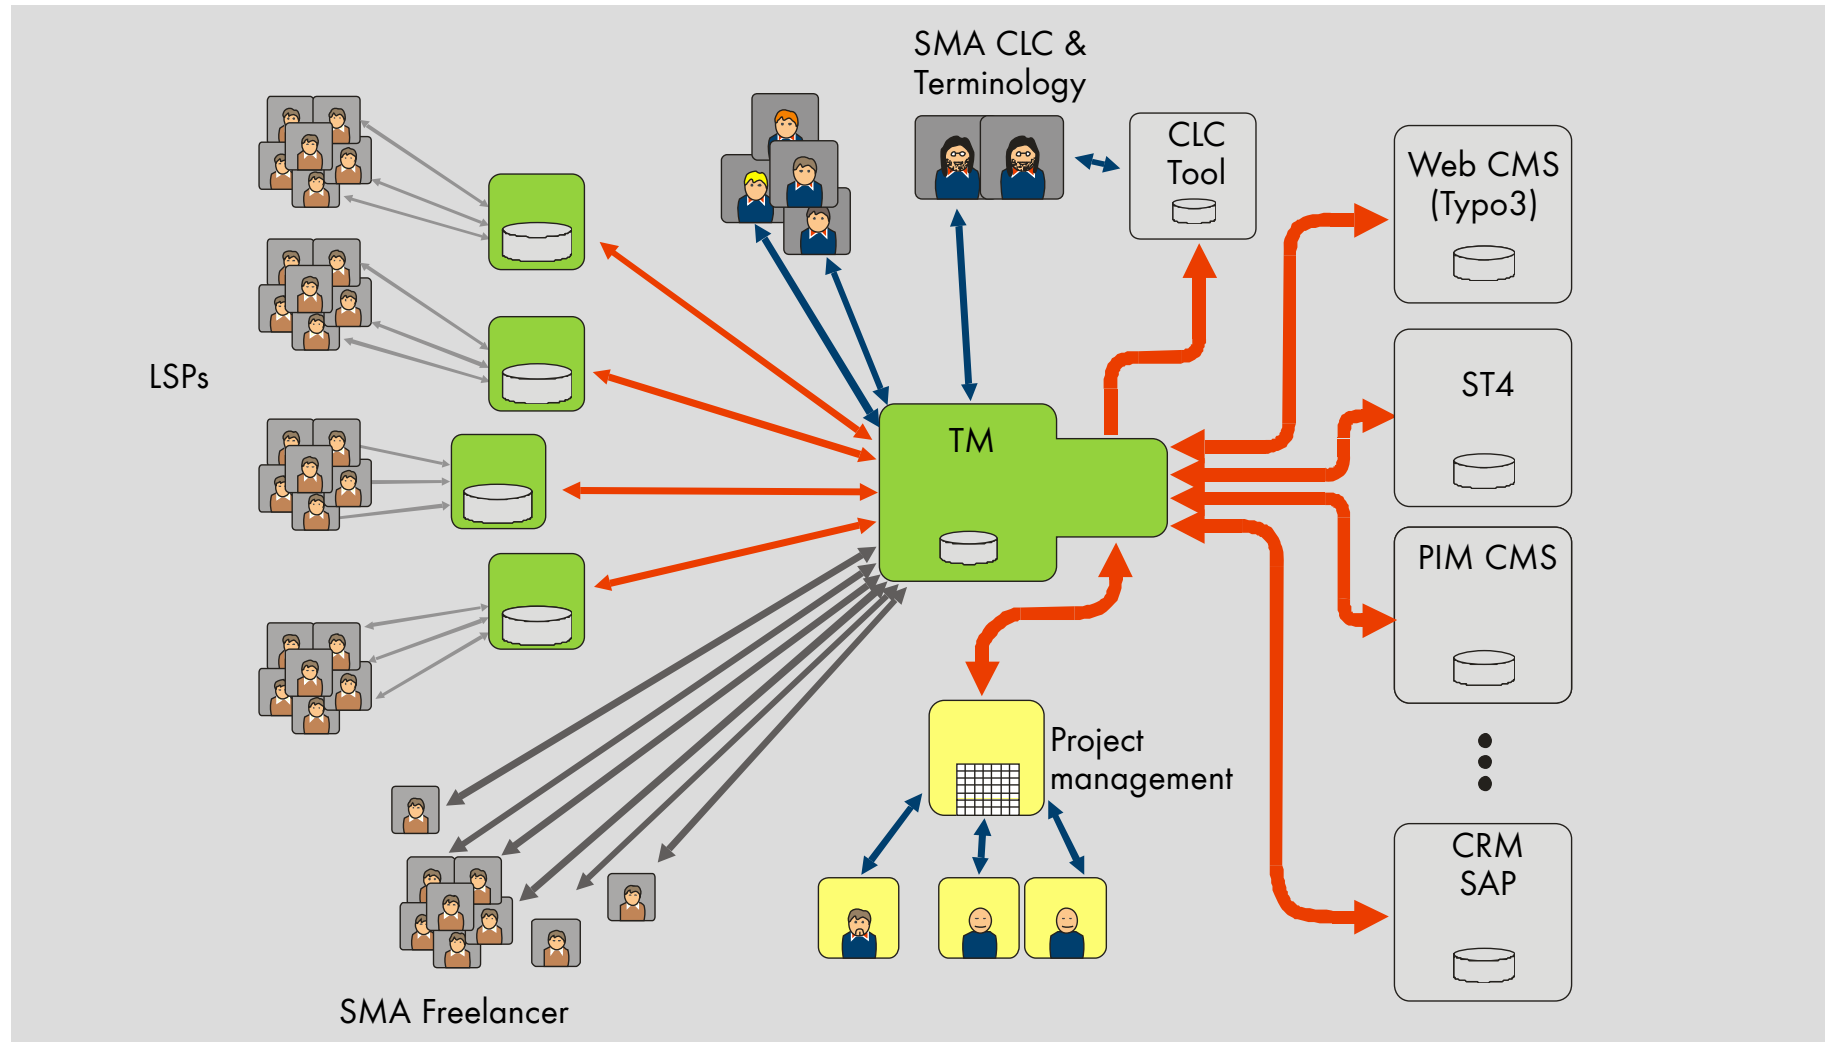 SMA CLC &
Terminology
CLC
Tool
Web CMS
(Typo3)
LSPs
ST4
TM
PIM CMS
Project
management
CRM
SAP
SMA Freelancer